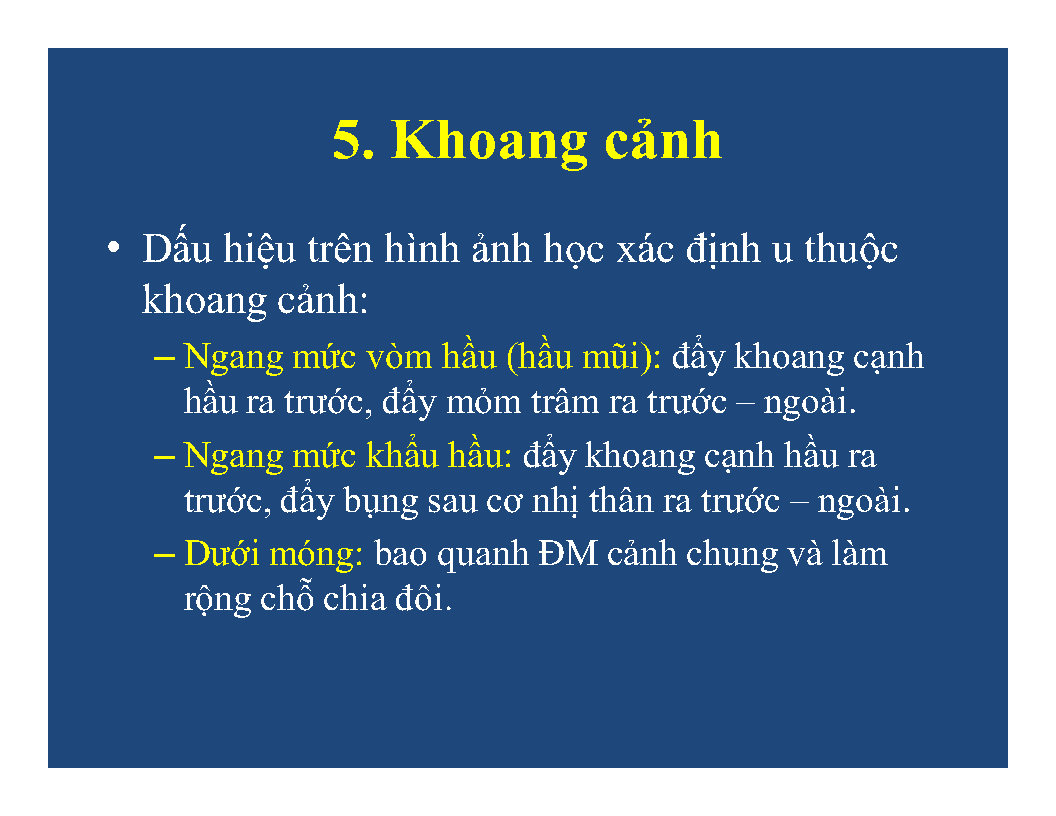 5. Khoang cảnh
• Dấu hiệu trên hình ảnh học xác định u thuộc
khoang cảnh:
– Ngang mức vòm hầu (hầu mũi): đẩy khoang cạnh
hầu ra trước, đẩy mỏm trâm ra trước – ngoài.
– Ngang mức khẩu hầu: đẩy khoang cạnh hầu ra
trước, đẩy bụng sau cơ nhị thân ra trước – ngoài.
– Dưới móng: bao quanh ĐM cảnh chung và làm
rộng chỗ chia đôi.